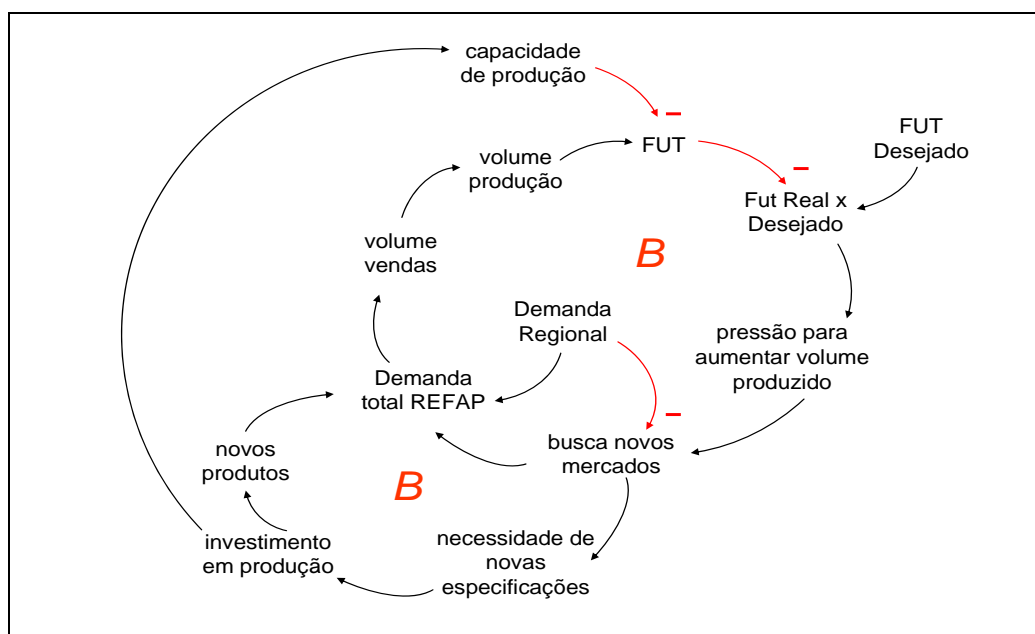 capacidade
de produção
–
FUT
FUT
Desejado
volume
produção
–
Fut Real x
Desejado
volume
vendas
B
Demanda
Regional
pressão para
aumentar volume
produzido
Demanda
total REFAP
–
busca novos
mercados
novos
produtos
B
investimento
em produção
necessidade de
novas
especificações